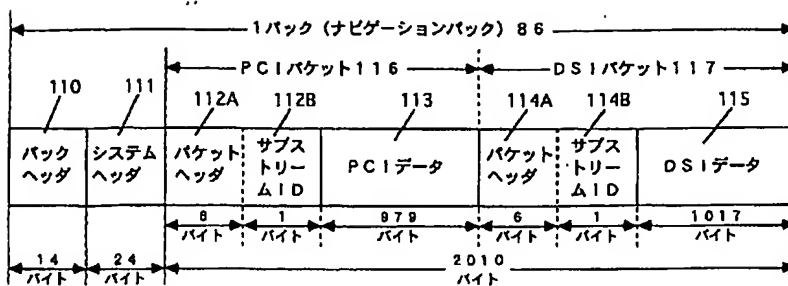 1パック(ナビゲーションパック)86
PCIパケット116
DSIパケット117
110
111
112A
112B
113
114A
114B
115
パック
ヘッダ
システム
ヘッダ
パケット
ヘッダ
サブス
トリー
ムID
PCIデータ
パケット
ヘッダ
サブス
トリー
ムID
DSIデータ
6
バイト
1
バイト
979
バイト
6
バイト
1
バイト
1017
バイト
14
バイト
24
バイト
2010
バイト